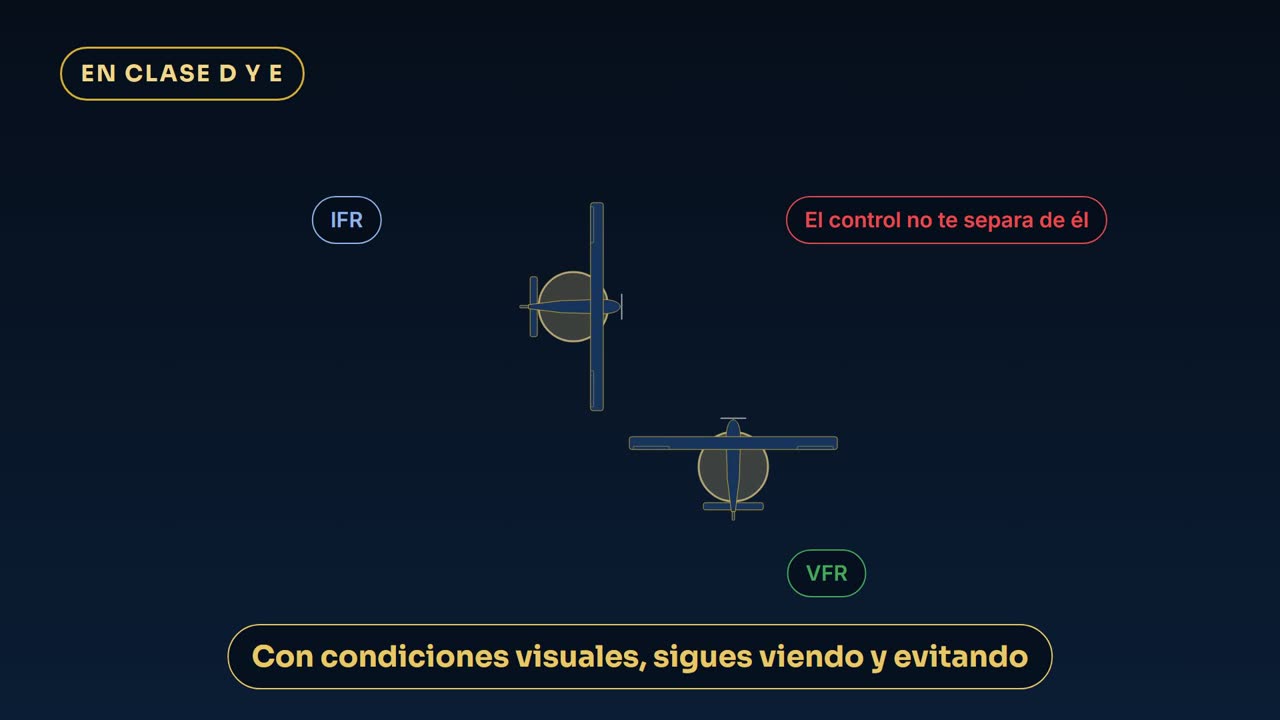 EN CLASE D Y E
IFR
El control no te separa de él
VFR
Con condiciones visuales, sigues viendo y evitando